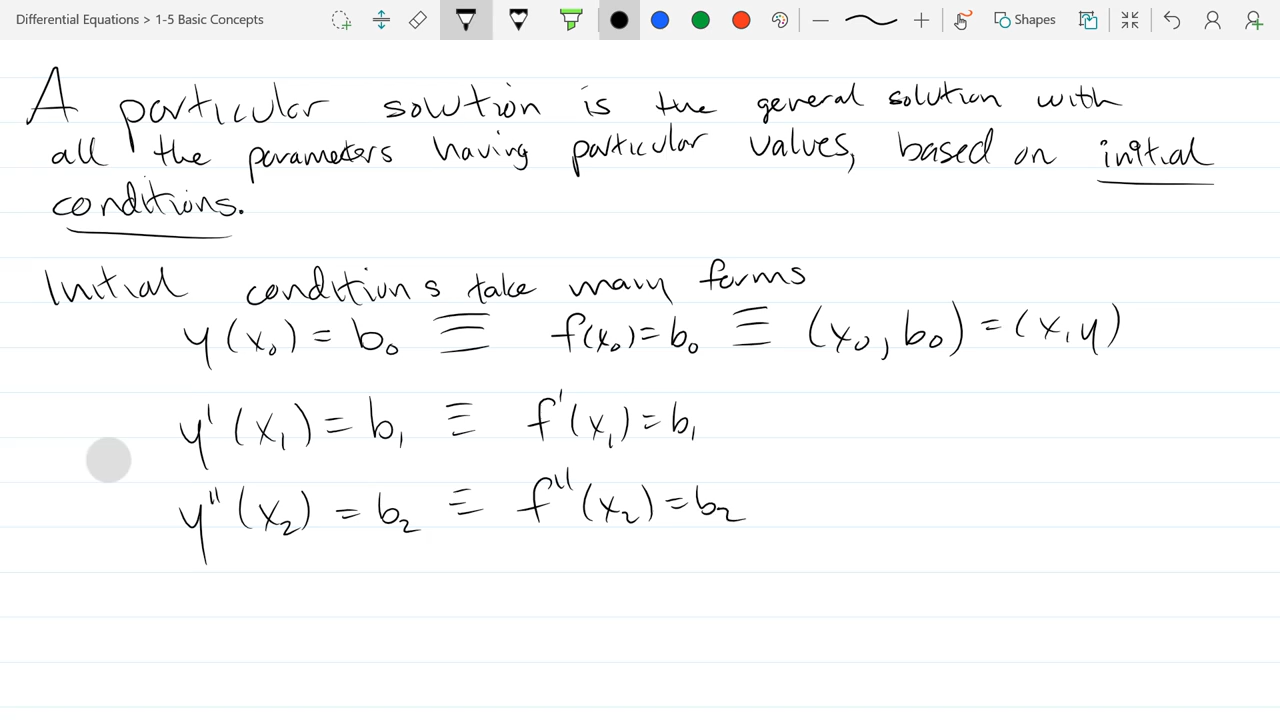 Differential Equations > 1-5 Basic Concepts
Shapes
A particular solution is the general solution with
all the parameters having particular values, based on initial
conditions.
Initial conditions take many forms
y(x₀) = b₀ ≡ f(x₀) = b₀ ≡ (x₀, b₀) = (x, y)
y'(x₁) = b₁ ≡ f'(x₁) = b₁
y''(x₂) = b₂ ≡ f''(x₂) = b₂